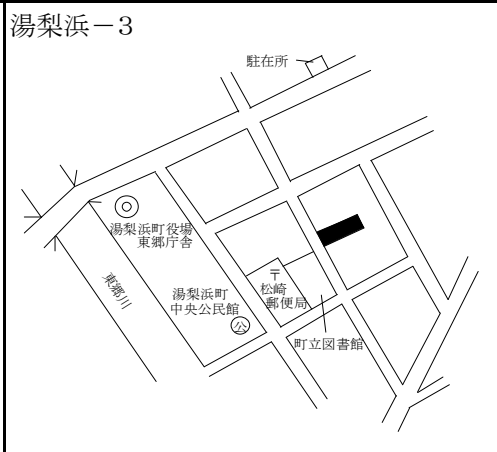 湯梨浜－3
駐在所
湯梨浜町役場
東郷庁舎
東郷川
湯梨浜町
中央公民館
公
〒
松崎
郵便局
町立図書館